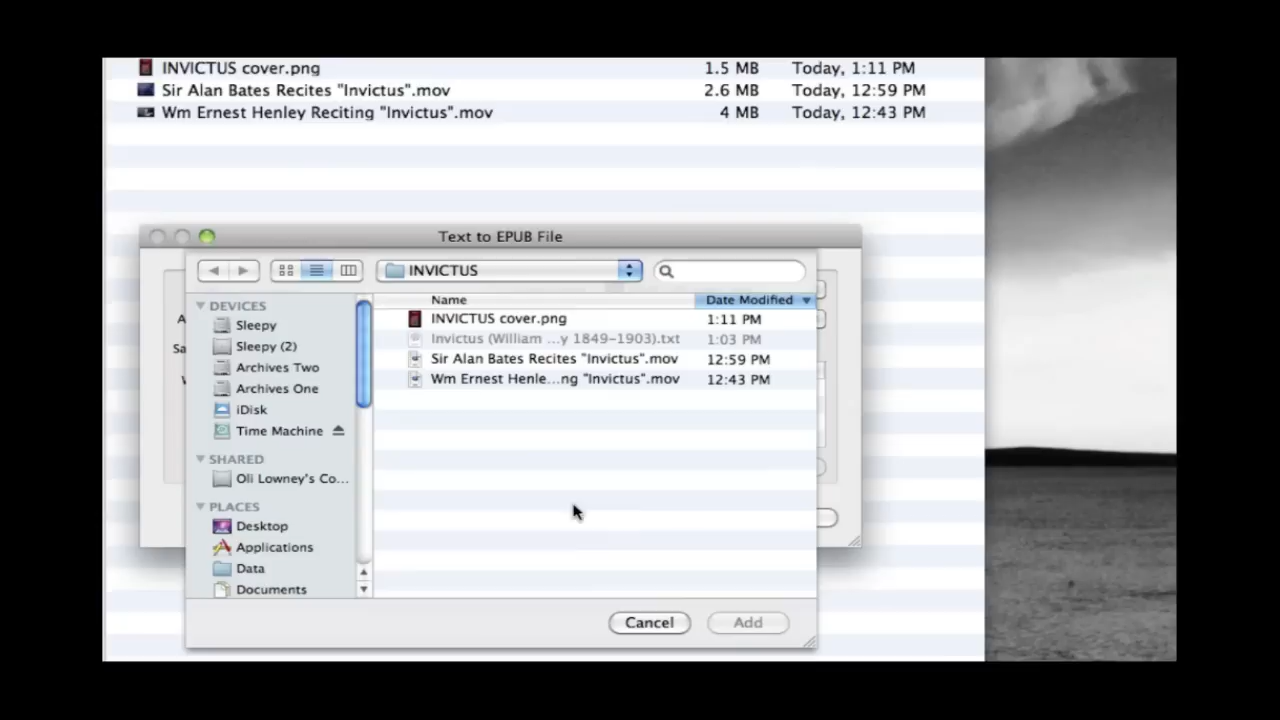 INVICTUS cover.png 1.5 MB Today, 1:11 PM
Sir Alan Bates Recites "Invictus".mov 2.6 MB Today, 12:59 PM
Wm Ernest Henley Reciting "Invictus".mov 4 MB Today, 12:43 PM
Text to EPUB File
INVICTUS
DEVICES
Sleepy
Sleepy (2)
Archives Two
Archives One
iDisk
Time Machine
SHARED
Oli Lowney's Co...
PLACES
Desktop
Applications
Data
Documents
Name Date Modified
INVICTUS cover.png 1:11 PM
Invictus (William ...y 1849-1903).txt 1:03 PM
Sir Alan Bates Recites "Invictus".mov 12:59 PM
Wm Ernest Henle...ng "Invictus".mov 12:43 PM
Cancel Add